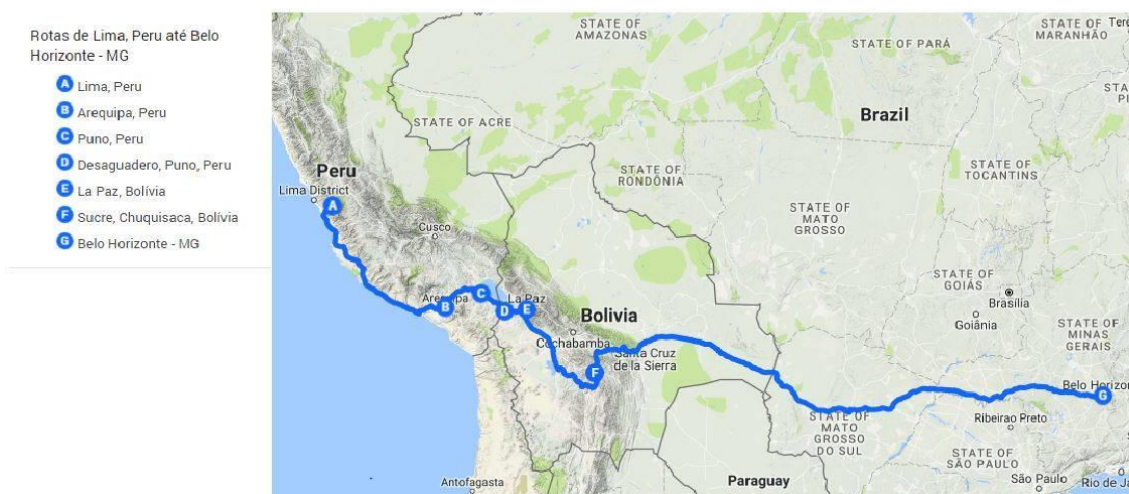 Rotas de Lima, Peru até Belo
Horizonte - MG
A Lima, Peru
B Arequipa, Peru
C Puno, Peru
D Desaguadero, Puno, Peru
E La Paz, Bolívia
F Sucre, Chuquisaca, Bolívia
G Belo Horizonte - MG
STATE OF
AMAZONAS
STATE OF PARÁ
STATE OF
MARANHÃO
Brazil
STATE OF ACRE
Peru
STATE OF
RONDÔNIA
STATE OF
TOCANTINS
Lima District
A
STATE OF
MATO
GROSSO
Cusco
STATE OF
GOIÁS
Brasília
Goiânia
C
La Paz
B
D
E
Bolivia
STATE OF
MINAS
GERAIS
Cochabamba
Santa Cruz
de la Sierra
F
G
STATE OF
MATO
GROSSO
DO SUL
Ribeirao Preto
STATE OF
SÃO PAULO
Antofagasta
Paraguay
São Paulo